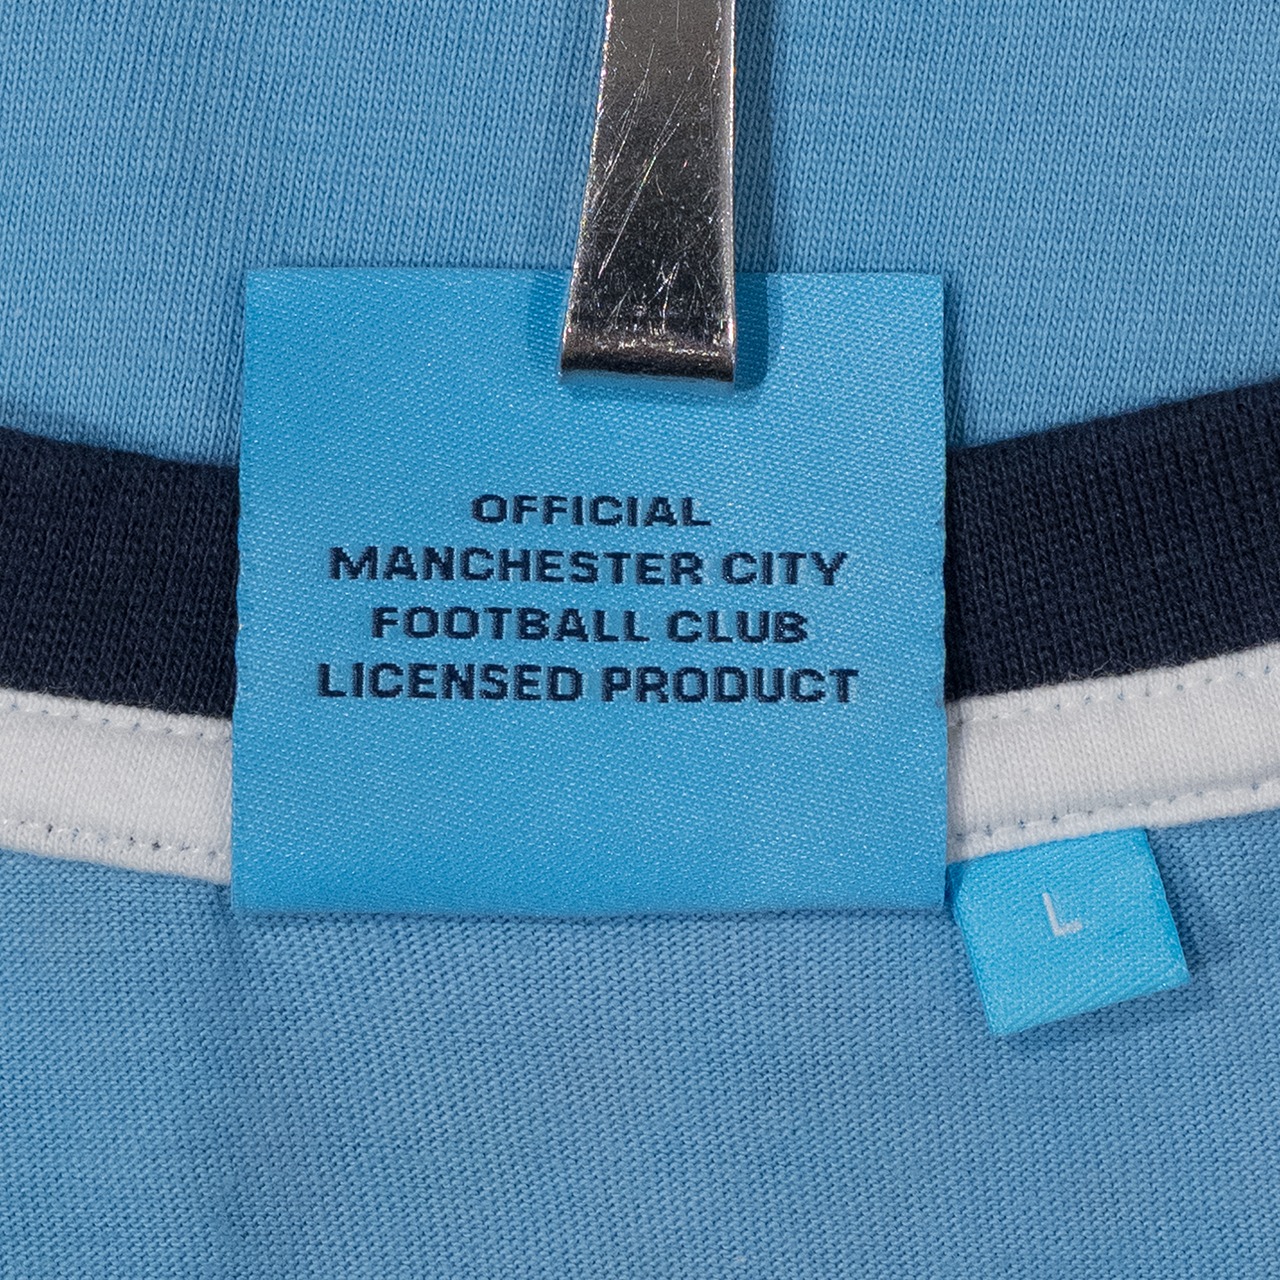 OFFICIAL
MANCHESTER CITY
FOOTBALL CLUB
LICENSED PRODUCT
L